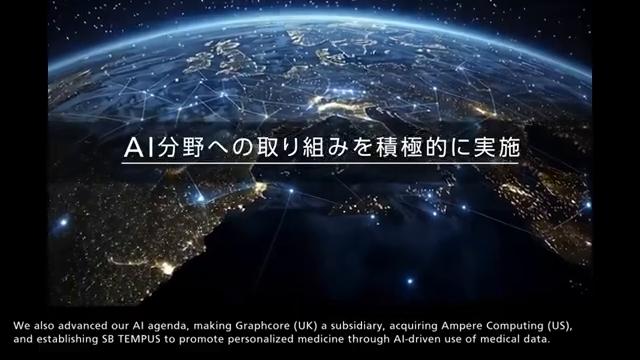 AI分野への取り組みを積極的に実施
We also advanced our AI agenda, making Graphcore (UK) a subsidiary, acquiring Ampere Computing (US),
and establishing SB TEMPUS to promote personalized medicine through AI-driven use of medical data.